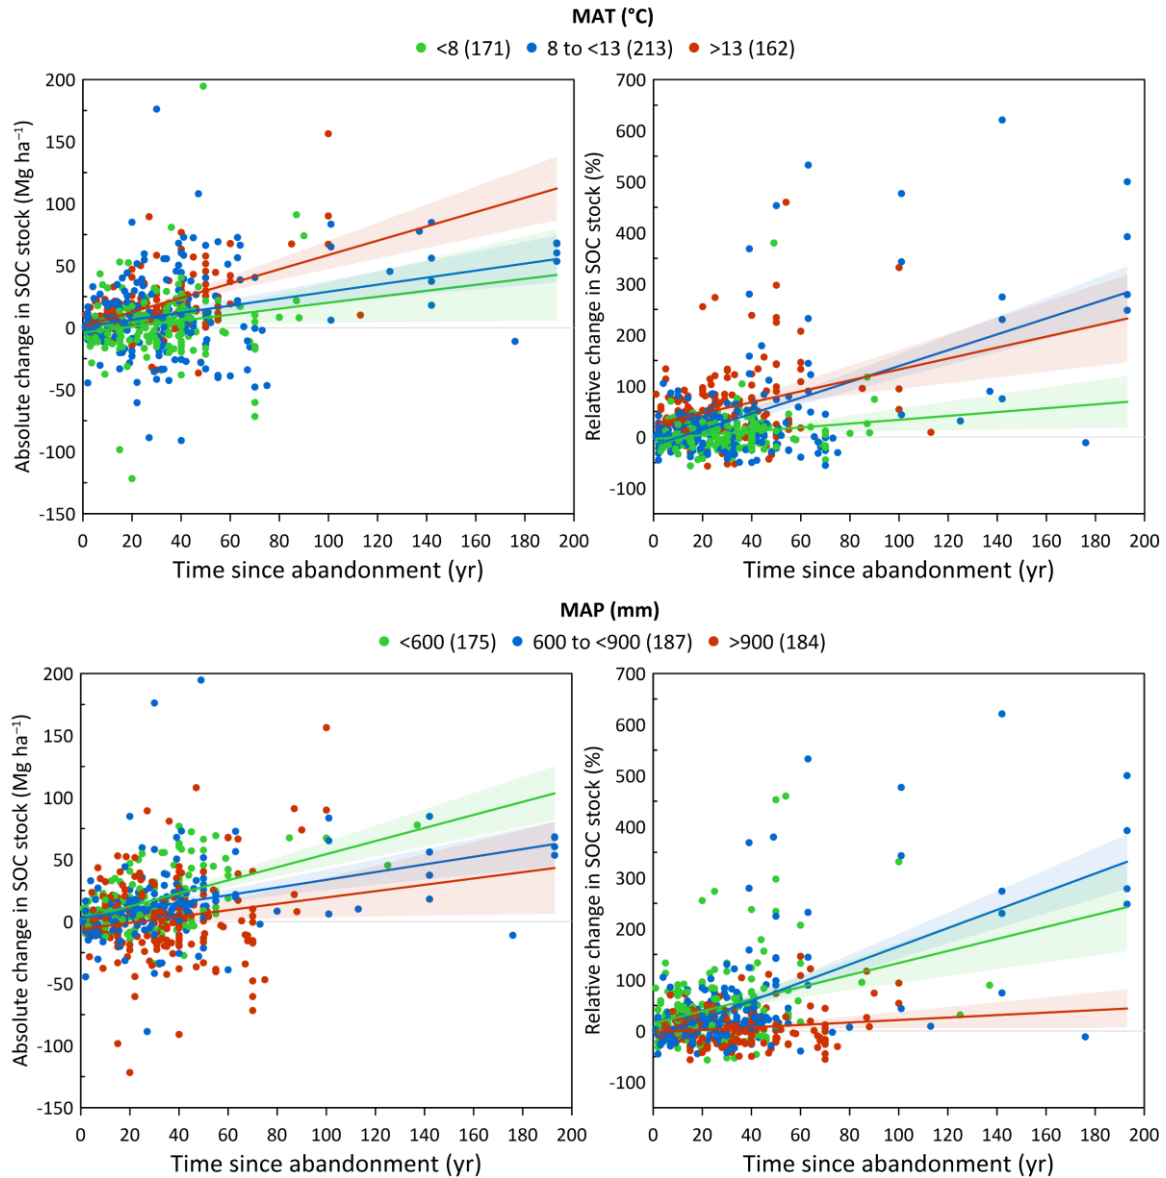 MAT (°C)
<8 (171) 8 to <13 (213) >13 (162)
Absolute change in SOC stock (Mg ha⁻¹)
200
150
100
50
0
-50
-100
-150
0 20 40 60 80 100 120 140 160 180 200
Time since abandonment (yr)
Relative change in SOC stock (%)
700
600
500
400
300
200
100
0
-100
0 20 40 60 80 100 120 140 160 180 200
Time since abandonment (yr)
MAP (mm)
<600 (175) 600 to <900 (187) >900 (184)
Absolute change in SOC stock (Mg ha⁻¹)
200
150
100
50
0
-50
-100
-150
0 20 40 60 80 100 120 140 160 180 200
Time since abandonment (yr)
Relative change in SOC stock (%)
700
600
500
400
300
200
100
0
-100
0 20 40 60 80 100 120 140 160 180 200
Time since abandonment (yr)